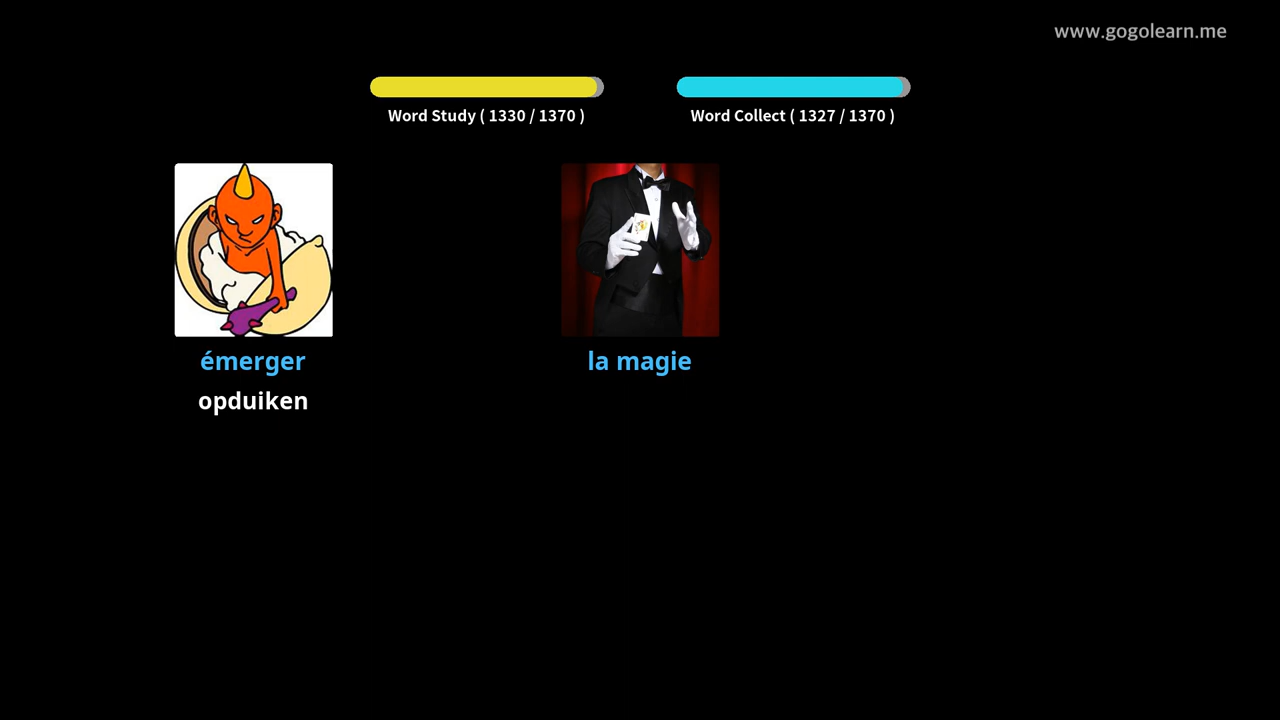 www.gogolearn.me
Word Study ( 1330 / 1370 )
Word Collect ( 1327 / 1370 )
émerger
la magie
opduiken